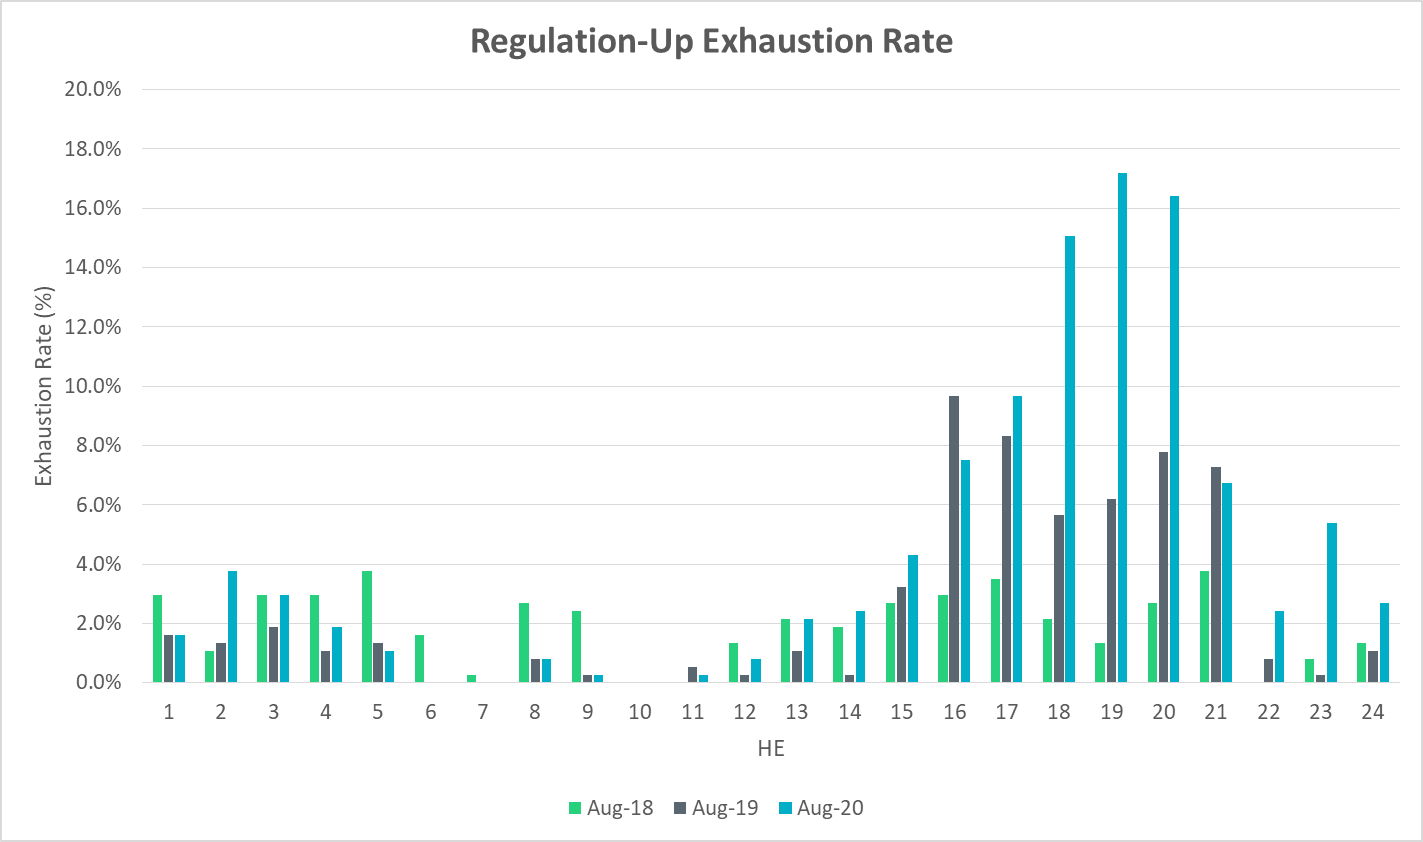 Regulation-Up Exhaustion Rate
20.0%
18.0%
16.0%
14.0%
12.0%
10.0%
8.0%
6.0%
4.0%
2.0%
0.0%
Exhaustion Rate (%)
1 2 3 4 5 6 7 8 9 10 11 12 13 14 15 16 17 18 19 20 21 22 23 24
HE
Aug-18 Aug-19 Aug-20